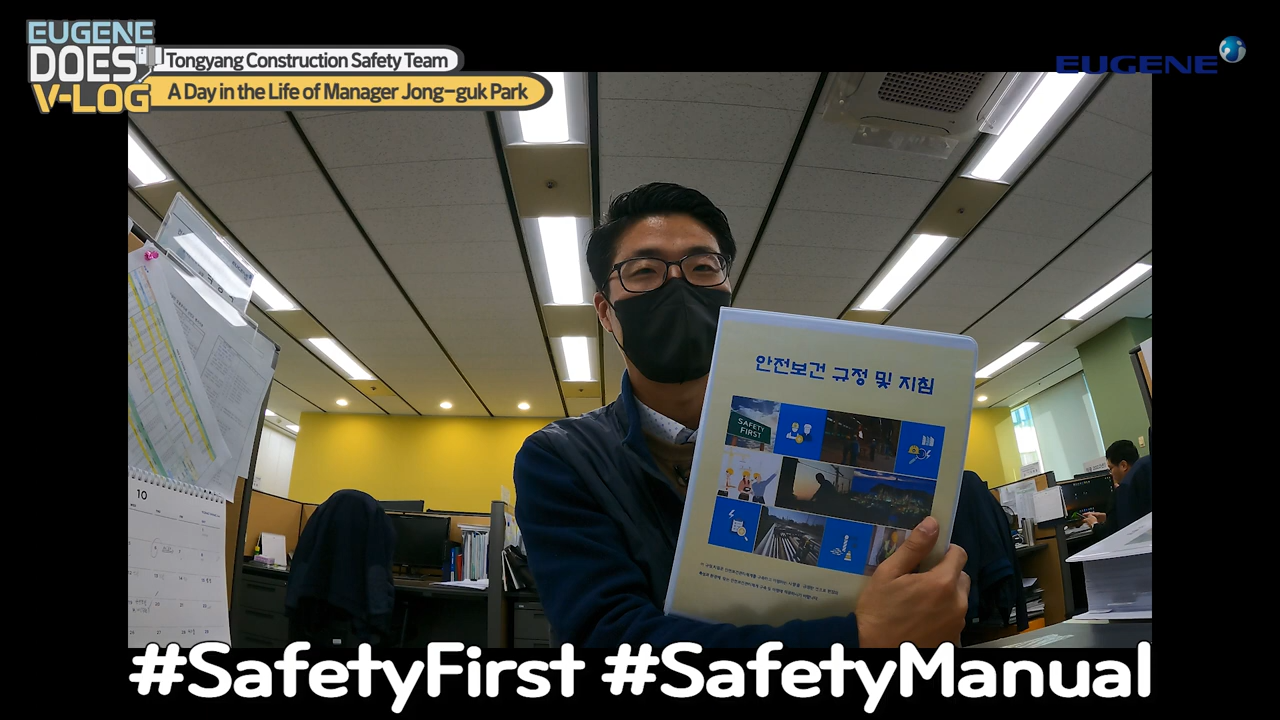 EUGENE
DOES
V-LOG
Tongyang Construction Safety Team
A Day in the Life of Manager Jong-guk Park
EUGENE
안전보건 규정 및 지침
SAFETY
FIRST
10
#SafetyFirst #SafetyManual